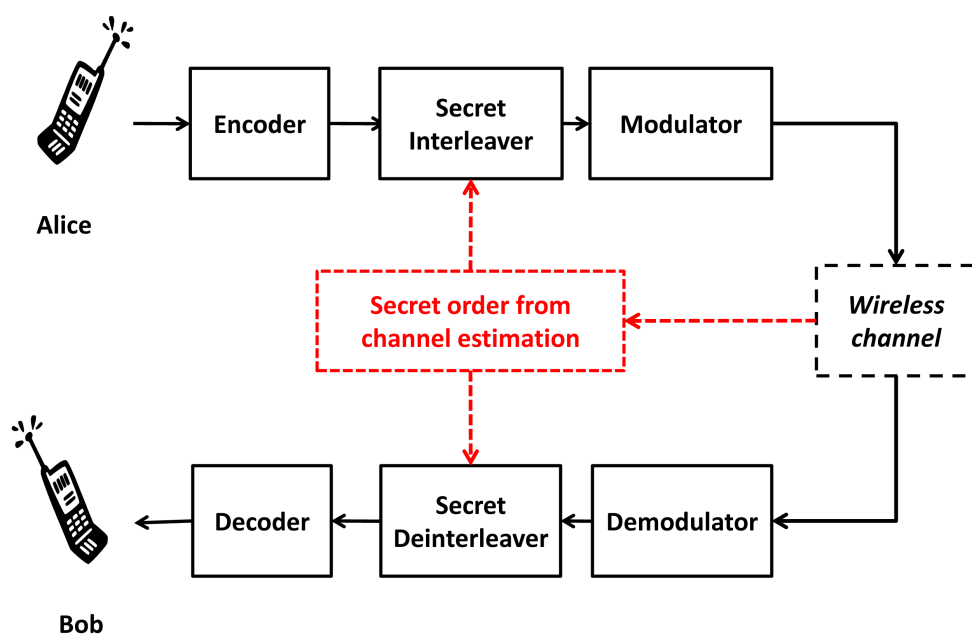 Encoder
Secret
Interleaver
Modulator
Alice
Secret order from
channel estimation
Wireless
channel
Decoder
Secret
Deinterleaver
Demodulator
Bob